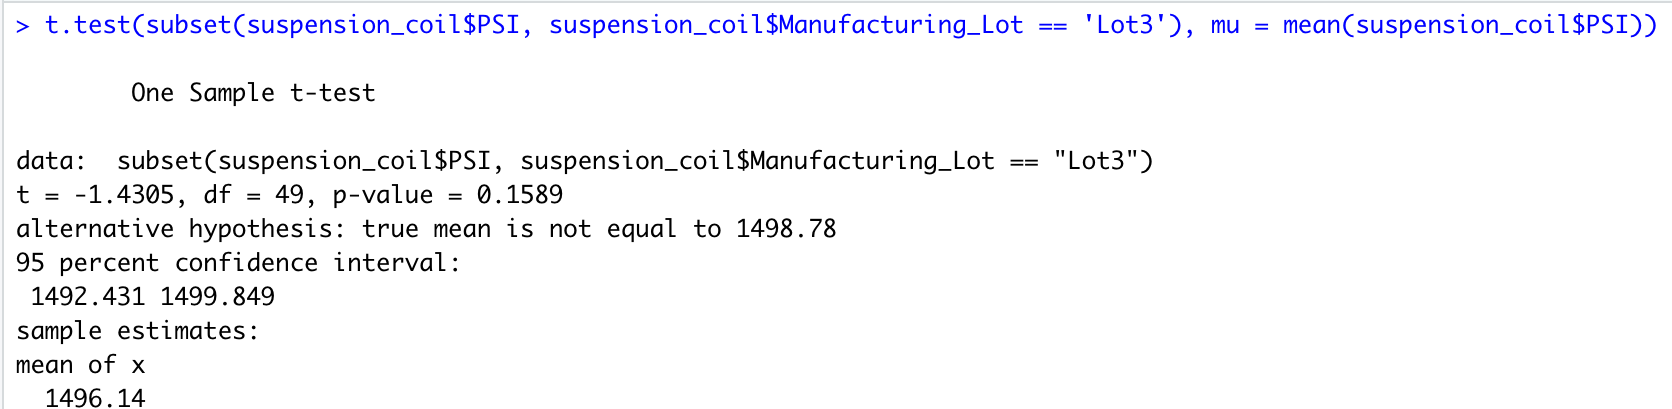 > t.test(subset(suspension_coil$PSI, suspension_coil$Manufacturing_Lot == 'Lot3'), mu = mean(suspension_coil$PSI))
One Sample t-test
data:  subset(suspension_coil$PSI, suspension_coil$Manufacturing_Lot == "Lot3")
t = -1.4305, df = 49, p-value = 0.1589
alternative hypothesis: true mean is not equal to 1498.78
95 percent confidence interval:
1492.431 1499.849
sample estimates:
mean of x
1496.14